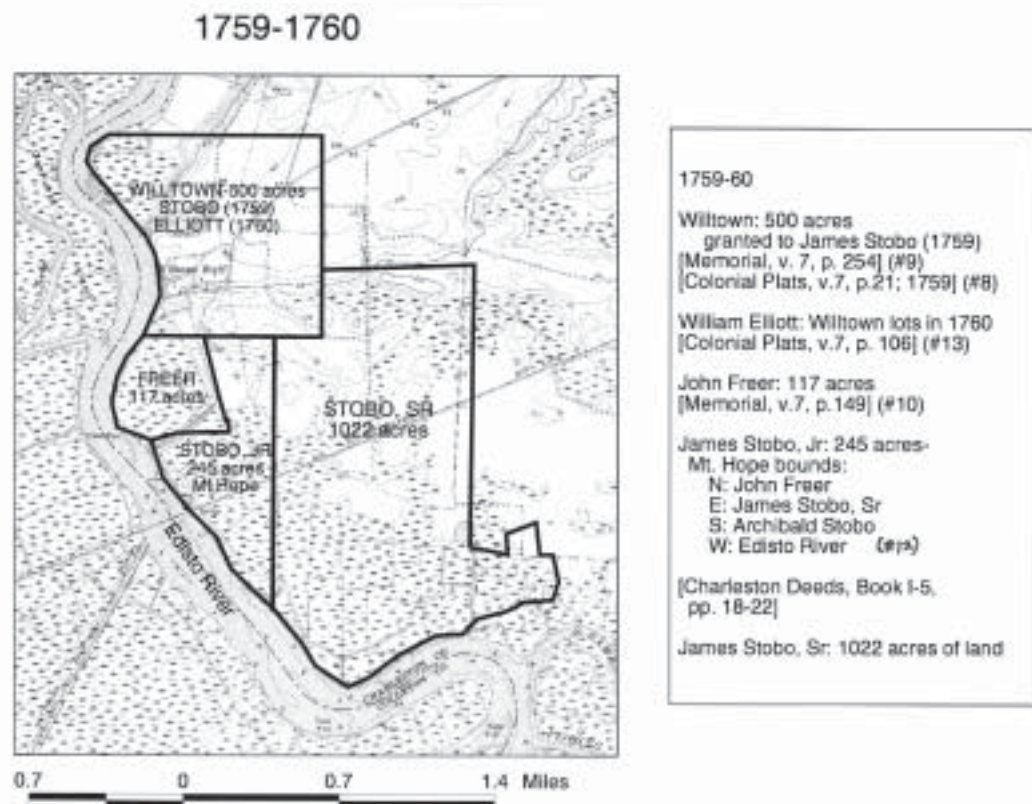 1759-1760
WILLTOWN 500 acres
STOBO (1759)
ELLIOTT (1760)
FREER
117 acres
STOBO, SR
1022 acres
STOBO, JR
245 acres
Mt Hope
Edisto River
CHARLESTON CO
0.7 0 0.7 1.4 Miles
1759-60
Willtown: 500 acres
granted to James Stobo (1759)
[Memorial, v. 7, p. 254] (#9)
[Colonial Plats, v.7, p.21; 1759] (#8)
William Elliott: Willtown lots in 1760
[Colonial Plats, v.7, p. 106] (#13)
John Freer: 117 acres
[Memorial, v.7, p.149] (#10)
James Stobo, Jr: 245 acres-
Mt. Hope bounds:
N: John Freer
E: James Stobo, Sr
S: Archibald Stobo
W: Edisto River
[Charleston Deeds, Book I-5,
pp. 18-22]
James Stobo, Sr: 1022 acres of land